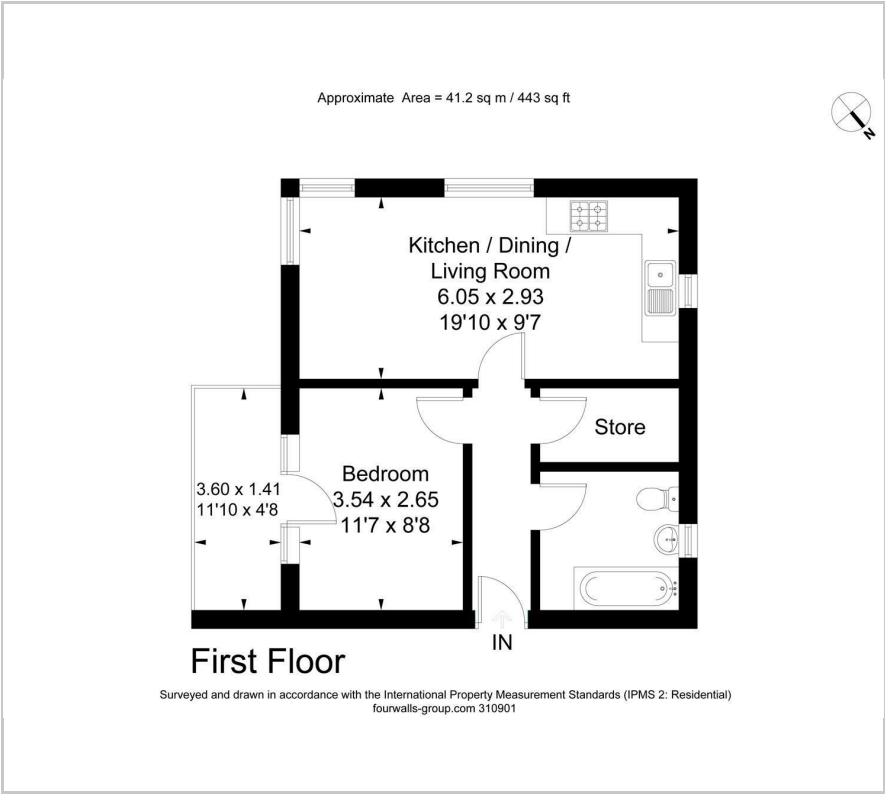 Approximate Area = 41.2 sq m / 443 sq ft
N
Kitchen / Dining /
Living Room
6.05 x 2.93
19'10 x 9'7
Store
Bedroom
3.54 x 2.65
11'7 x 8'8
3.60 x 1.41
11'10 x 4'8
IN
First Floor
Surveyed and drawn in accordance with the International Property Measurement Standards (IPMS 2: Residential)
fourwalls-group.com 310901